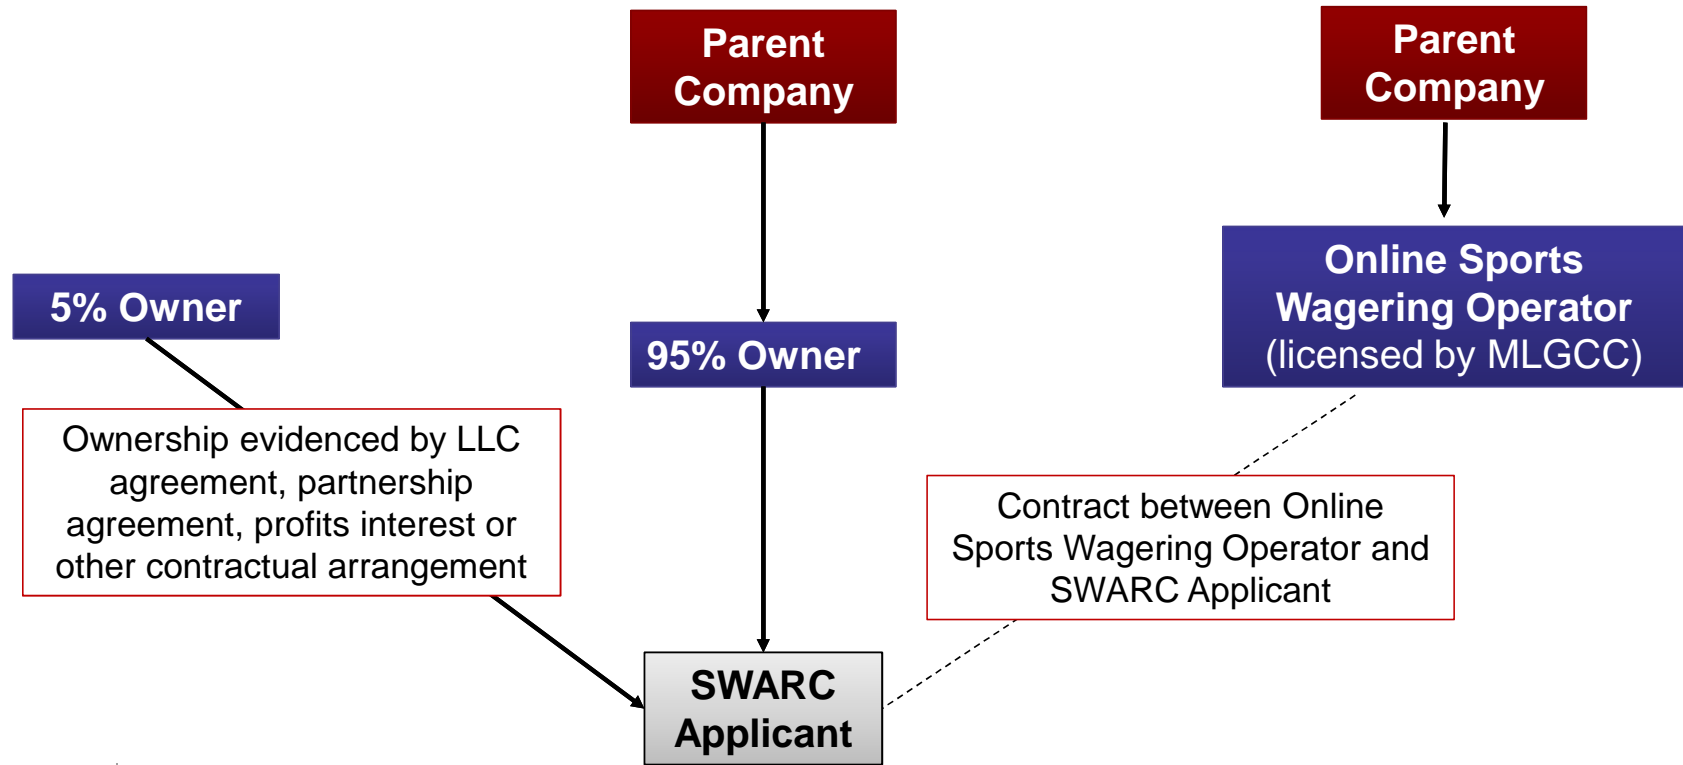 Parent
Company
Parent
Company
Online Sports
Wagering Operator
(licensed by MLGCC)
5% Owner
95% Owner
Ownership evidenced by LLC
agreement, partnership
agreement, profits interest or
other contractual arrangement
Contract between Online
Sports Wagering Operator and
SWARC Applicant
SWARC
Applicant